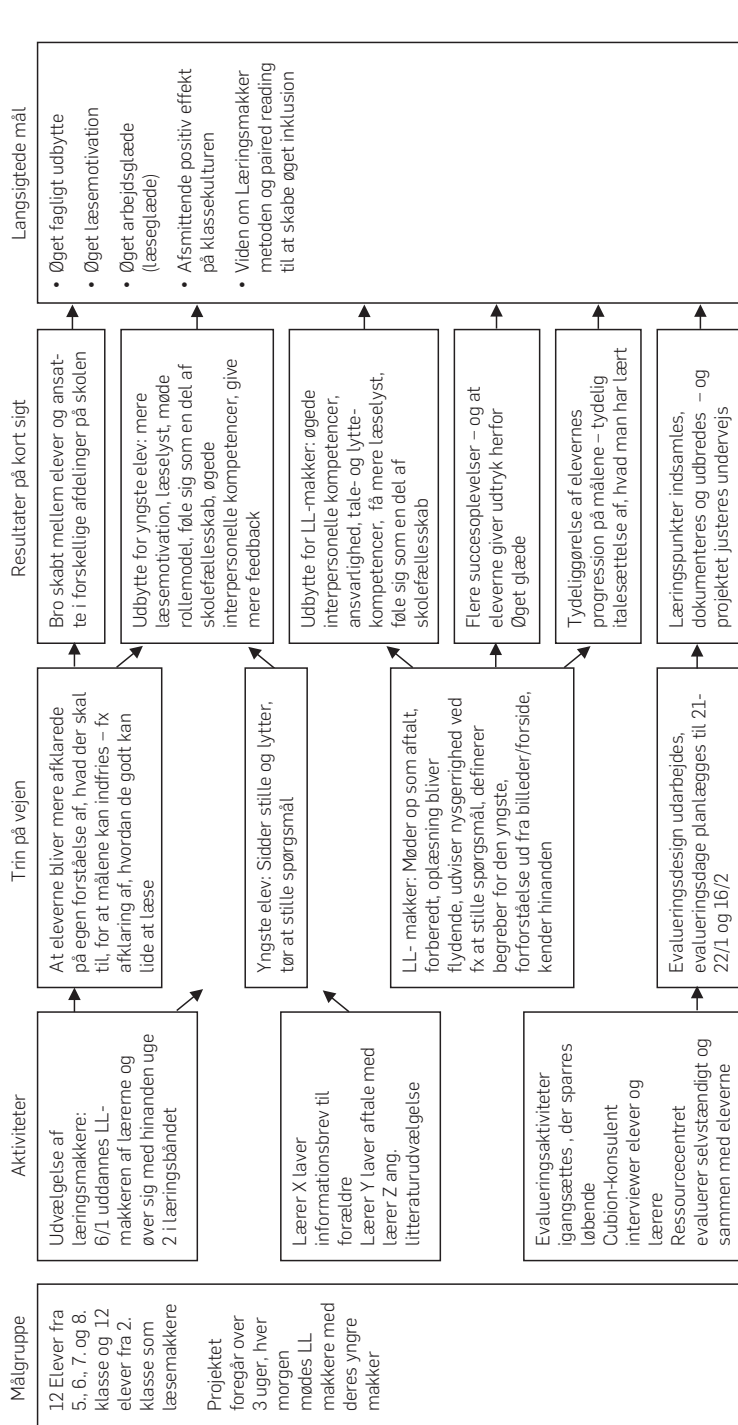 Målgruppe
12 Elever fra
5., 6., 7. og 8.
klasse og 12
elever fra 2.
klasse som
læsemakkere
Projektet
foregår over
3 uger, hver
morgen
mødes LL
makkere med
deres yngre
makker
Aktiviteter
Udvælgelse af
læringsmakkere:
6/1 uddannes LL-
makkeren af lærerne og
øver sig med hinanden uge
2 i læringsbåndet
Lærer X laver
informationsbrev til
forældre
Lærer Y laver aftale med
lærer Z ang.
litteraturudvælgelse
Evalueringsaktiviteter
igangsættes , der sparres
løbende
Cubion-konsulent
interviewer elever og
lærere
Ressourcecentret
evaluerer selvstændigt og
sammen med eleverne
Trin på vejen
At eleverne bliver mere afklarede
på egen forståelse af, hvad der skal
til, for at målene kan indfries – fx
afklaring af, hvordan de godt kan
lide at læse
Yngste elev: Sidder stille og lytter,
tør at stille spørgsmål
LL- makker: Møder op som aftalt,
forberedt, oplæsning bliver
flydende, udviser nysgerrighed ved
fx at stille spørgsmål, definerer
begreber for den yngste,
forforståelse ud fra billeder/forside,
kender hinanden
Evalueringsdesign udarbejdes,
evalueringsdage planlægges til 21-
22/1 og 16/2
Resultater på kort sigt
Bro skabt mellem elever og ansat-
te i forskellige afdelinger på skolen
Udbytte for yngste elev: mere
læsemotivation, læselyst, møde
rollemodel, føle sig som en del af
skolefællesskab, øgede
interpersonelle kompetencer, give
mere feedback
Udbytte for LL-makker: øgede
interpersonelle kompetencer,
ansvarlighed, tale- og lytte-
kompetencer, få mere læselyst,
føle sig som en del af
skolefællesskab
Flere succesoplevelser – og at
eleverne giver udtryk herfor
Øget glæde
Tydeliggørelse af elevernes
progression på målene – tydelig
italesættelse af, hvad man har lært
Læringspunkter indsamles,
dokumenteres og udbredes – og
projektet justeres undervejs
Langsigtede mål
• Øget fagligt udbytte
• Øget læsemotivation
• Øget arbejdsglæde
(læseglæde)
• Afsmittende positiv effekt
på klassekulturen
• Viden om Læringsmakker
metoden og paired reading
til at skabe øget inklusion